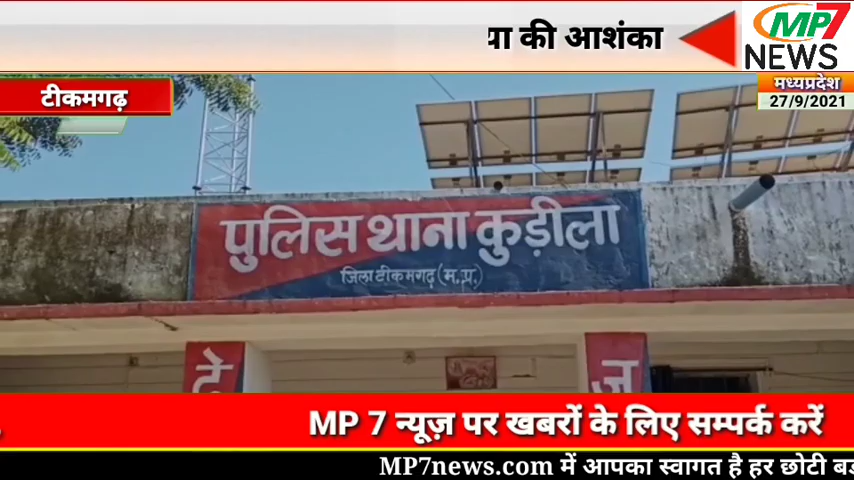 की आशंका
MP7
NEWS
मध्यप्रदेश
27/9/2021
टीकमगढ़
पुलिस थाना कुड़ीला
जिला टीकमगढ़ (म.प्र.)
दे
ज
MP 7 न्यूज़ पर खबरों के लिए सम्पर्क करें
MP7news.com में आपका स्वागत है हर छोटी बड